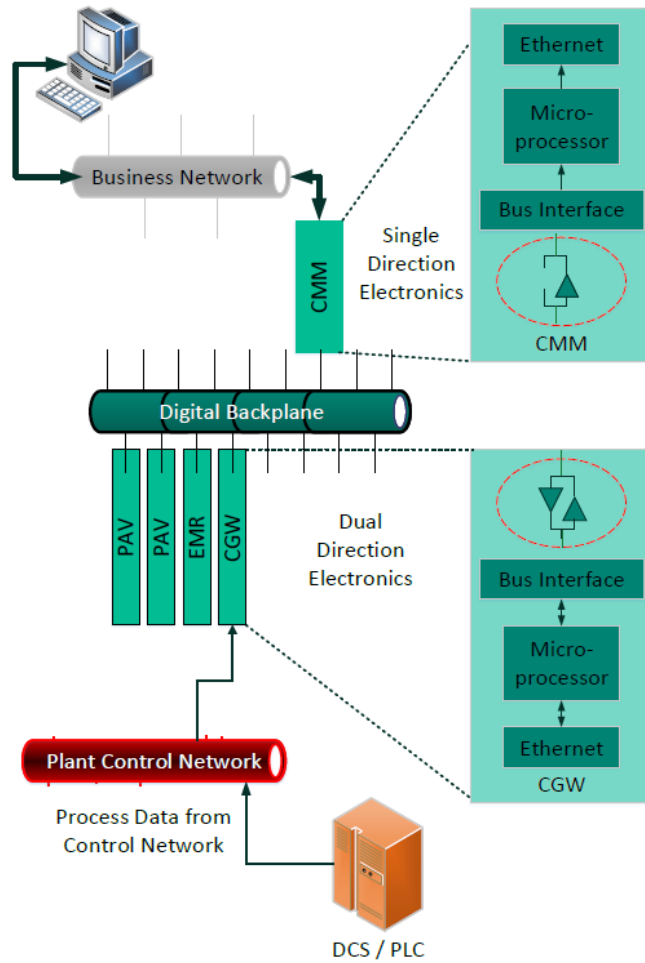 Ethernet
Micro-
processor
Bus Interface
CMM
Business Network
CMM
Single
Direction
Electronics
Digital Backplane
PAV
PAV
EMR
CGW
Dual
Direction
Electronics
Bus Interface
Micro-
processor
Ethernet
CGW
Plant Control Network
Process Data from
Control Network
DCS / PLC